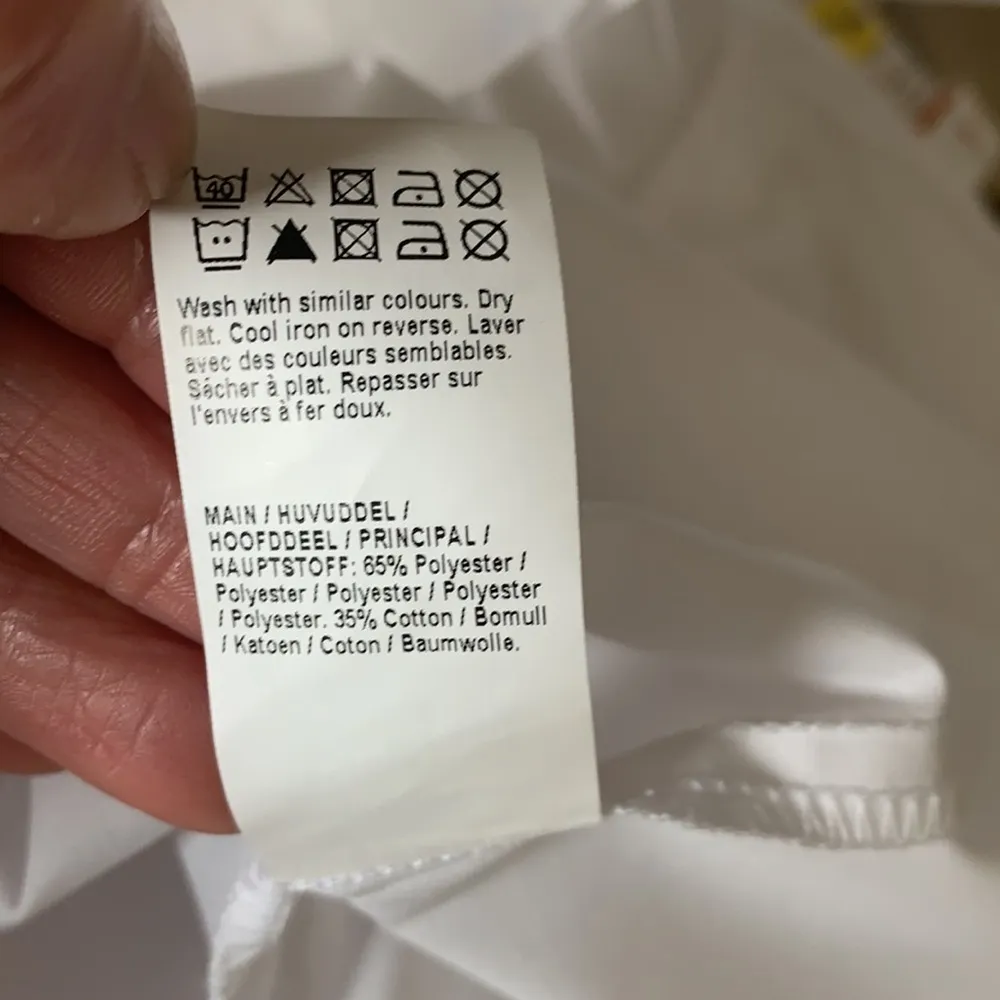 40
Wash with similar colours. Dry
flat. Cool iron on reverse. Laver
avec des couleurs semblables.
Sécher à plat. Repasser sur
l'envers à fer doux.
MAIN / HUVUDDEL /
HOOFDDEEL / PRINCIPAL /
HAUPTSTOFF: 65% Polyester /
Polyester / Polyester / Polyester
/ Polyester. 35% Cotton / Bomull
/ Katoen / Coton / Baumwolle.